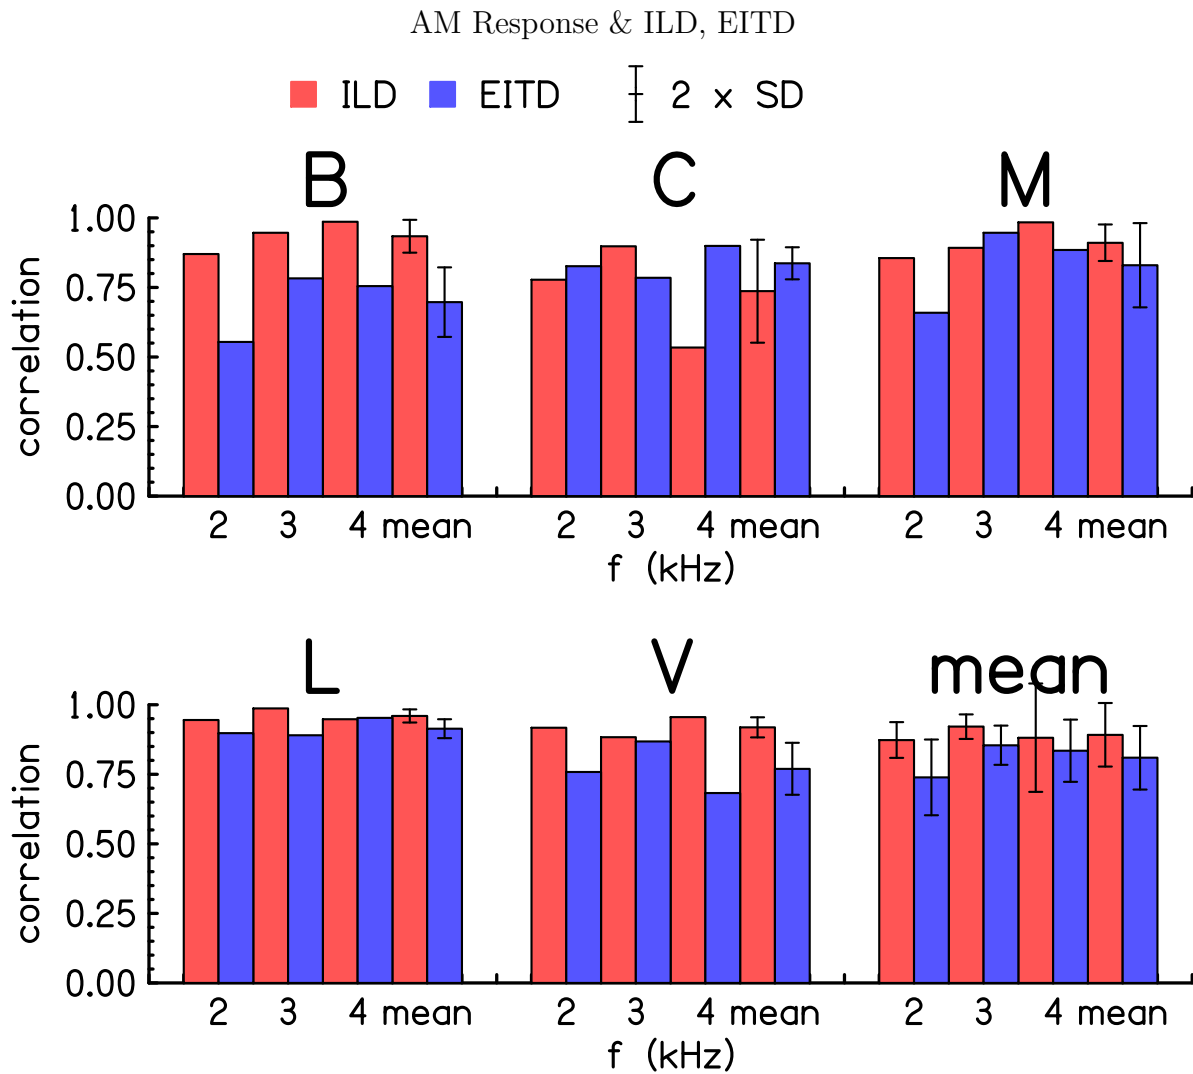 AM Response & ILD, EITD
ILD EITD 2 x SD
B C M
1.00
0.75
0.50
0.25
0.00
correlation
2 3 4 mean 2 3 4 mean 2 3 4 mean
f (kHz)
L V mean
1.00
0.75
0.50
0.25
0.00
correlation
2 3 4 mean 2 3 4 mean 2 3 4 mean
f (kHz)